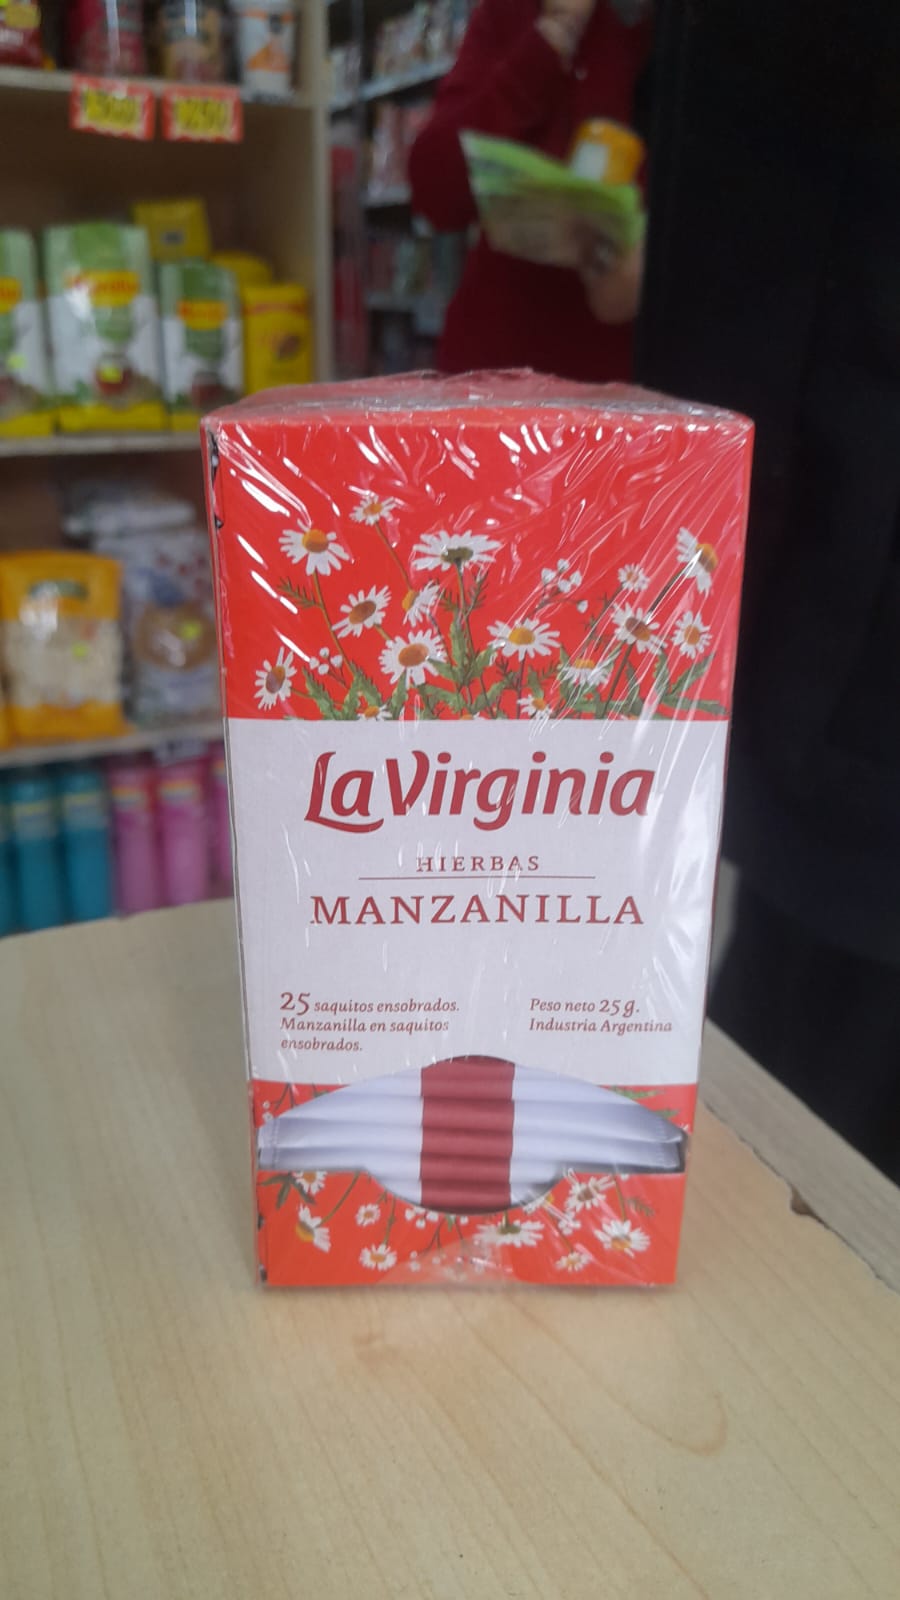 La Virginia
HIERBAS
MANZANILLA
25 saquitos ensobrados.
Manzanilla en saquitos
ensobrados.
Peso neto 25 g.
Industria Argentina